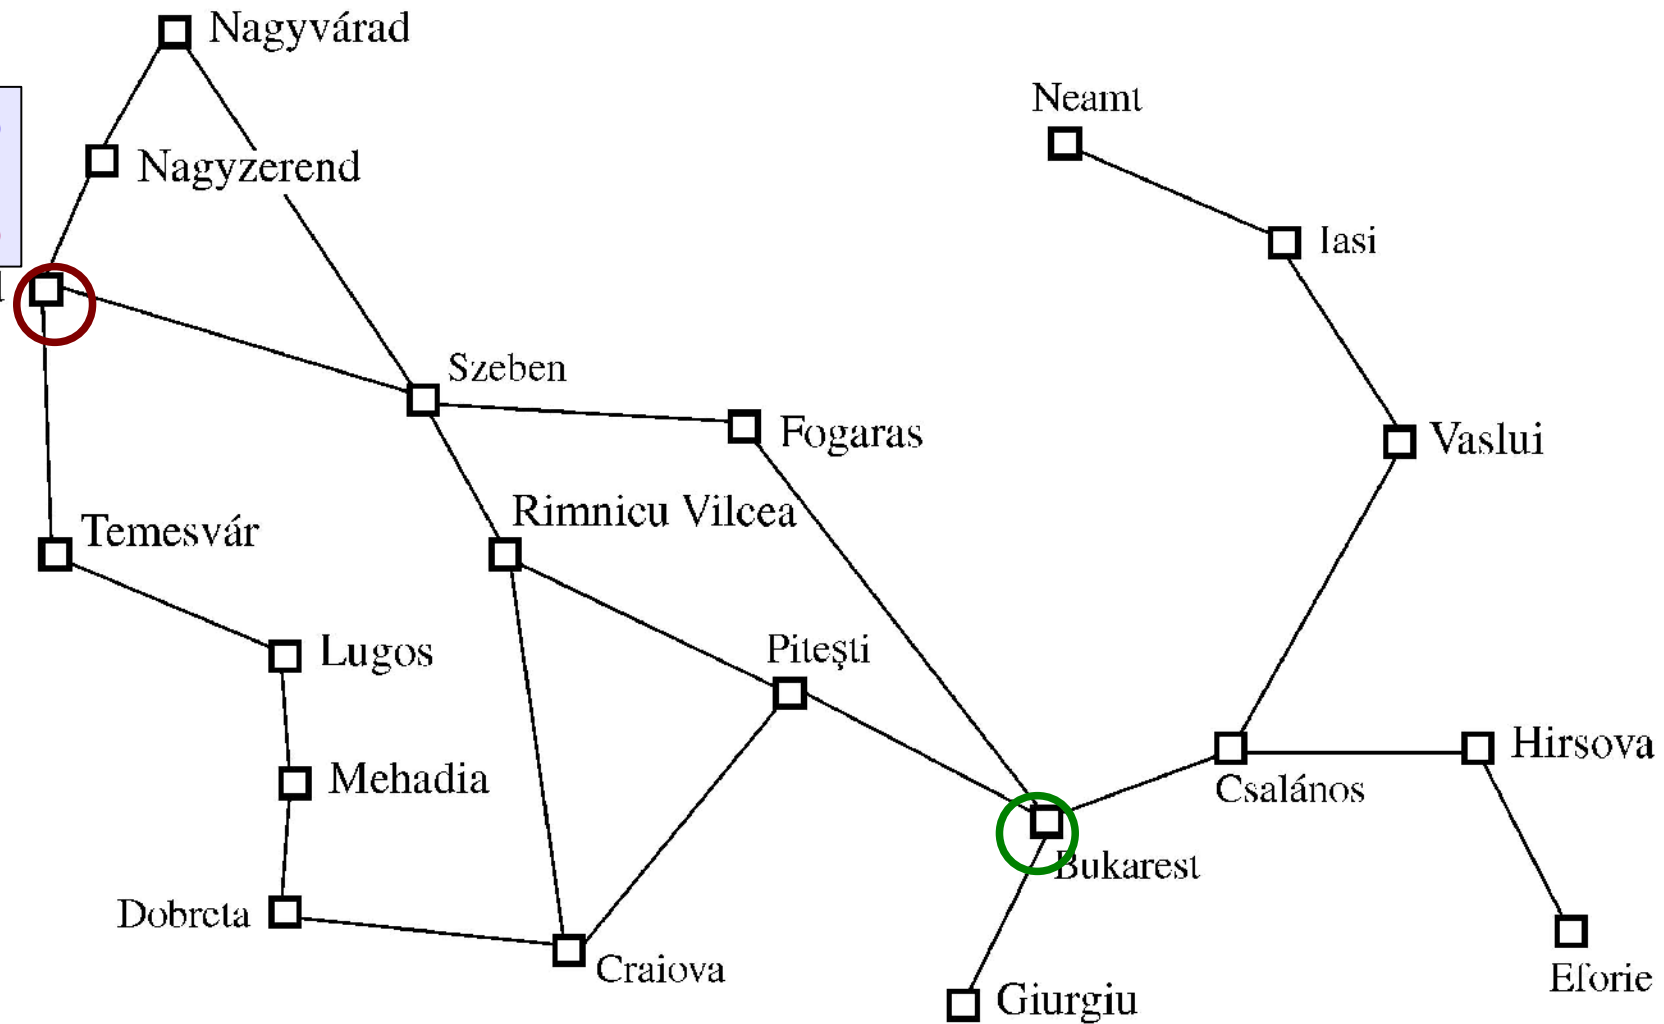 Nagyvárad
Neamt
Nagyzerend
Iasi
Szeben
Fogaras
Vaslui
Rimnicu Vilcea
Temesvár
Lugos
Piteşti
Hirsova
Mehadia
Csalános
Bukarest
Dobreta
Craiova
Eforie
Giurgiu